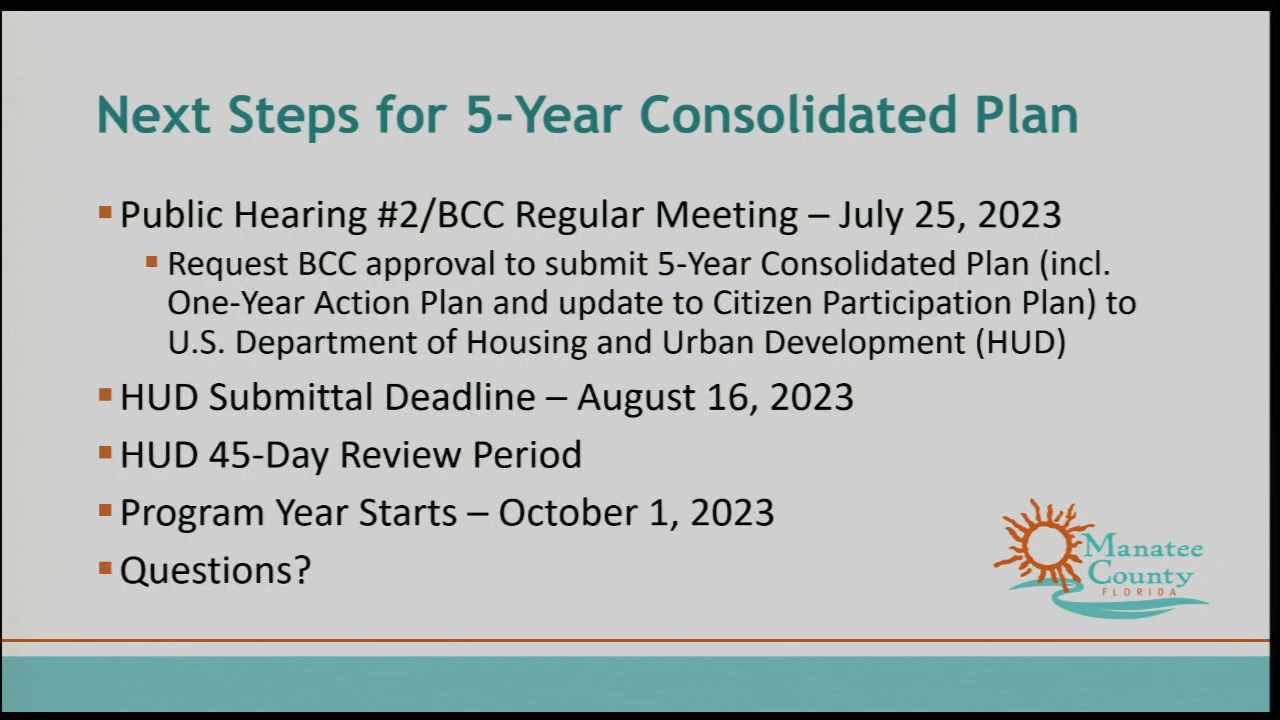 Next Steps for 5-Year Consolidated Plan
Public Hearing #2/BCC Regular Meeting – July 25, 2023
Request BCC approval to submit 5-Year Consolidated Plan (incl.
One-Year Action Plan and update to Citizen Participation Plan) to
U.S. Department of Housing and Urban Development (HUD)
HUD Submittal Deadline – August 16, 2023
HUD 45-Day Review Period
Program Year Starts – October 1, 2023
Questions?
Manatee
County
FLORIDA